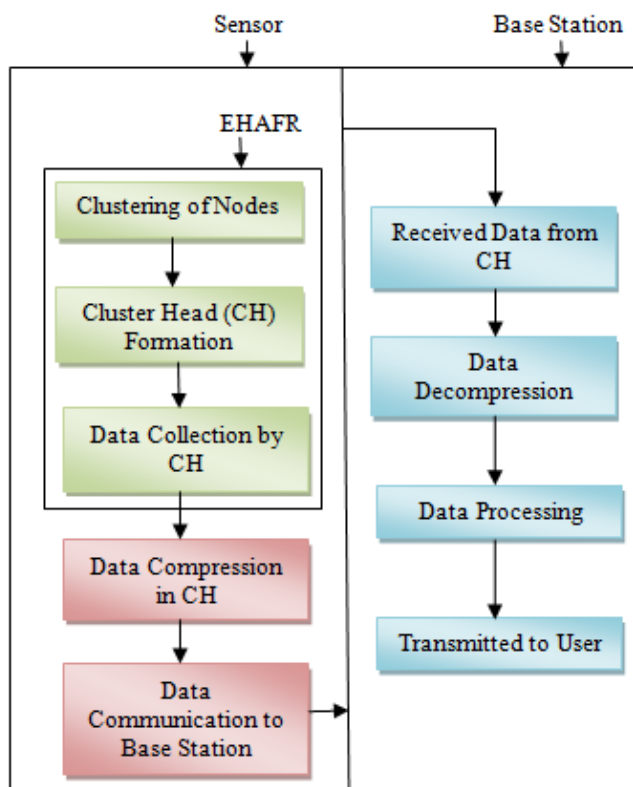 Sensor
Base Station
EHAFR
Clustering of Nodes
Cluster Head (CH)
Formation
Data Collection by
CH
Data Compression
in CH
Data
Communication to
Base Station
Received Data from
CH
Data
Decompression
Data Processing
Transmitted to User